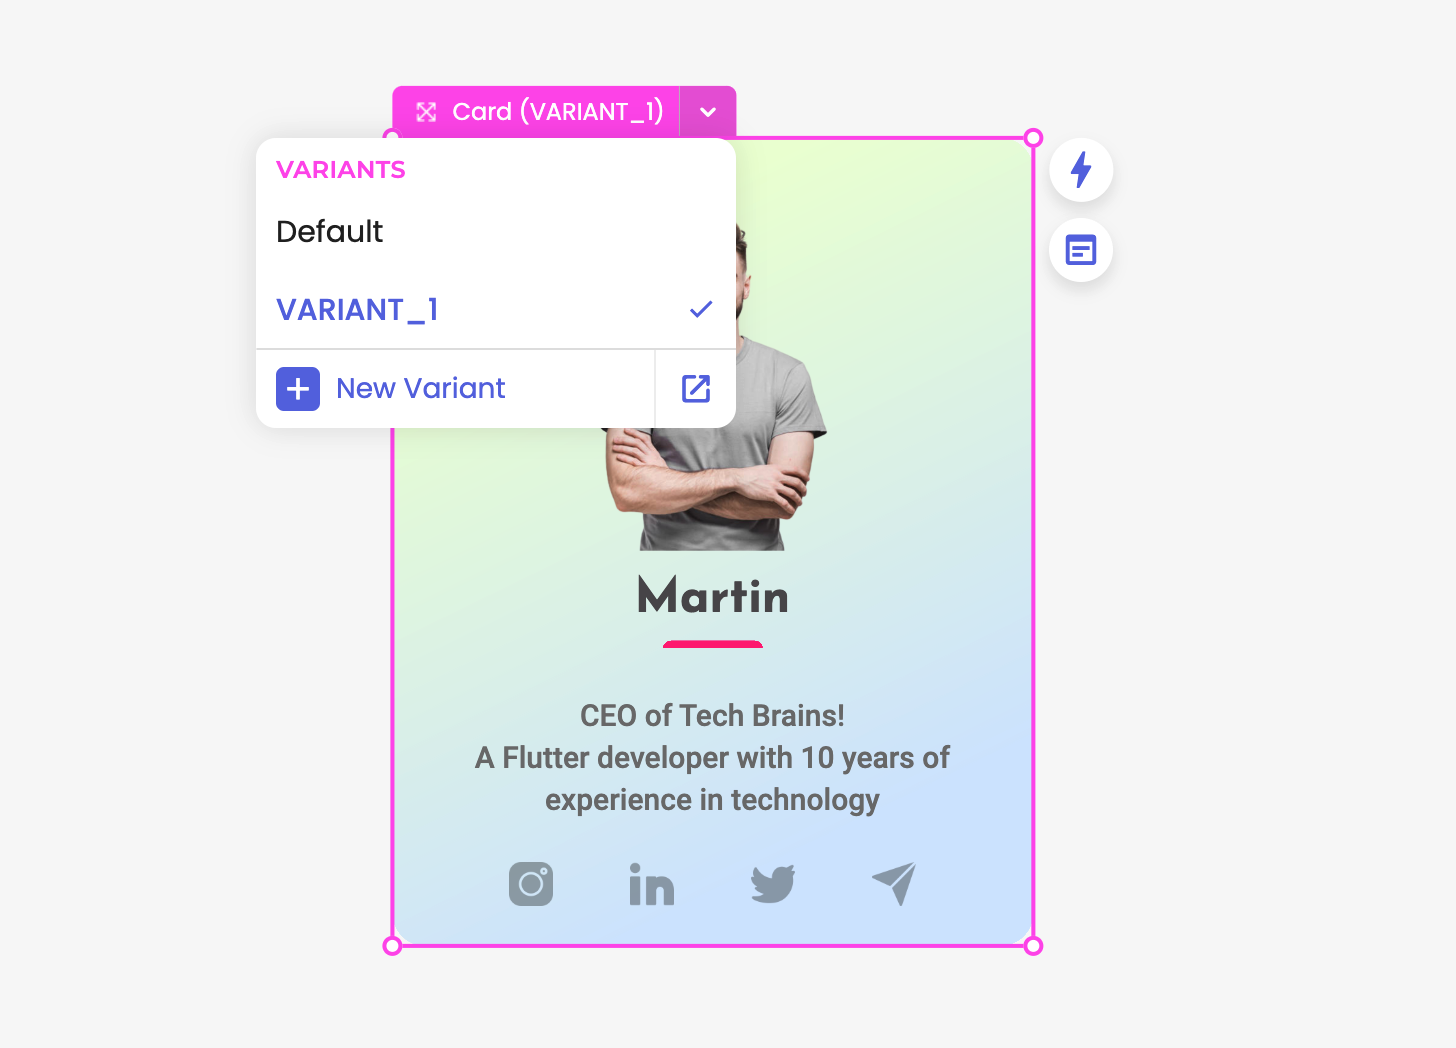 Card (VARIANT_1)
VARIANTS
Default
VARIANT_1
New Variant
Martin
CEO of Tech Brains!
A Flutter developer with 10 years of
experience in technology
in